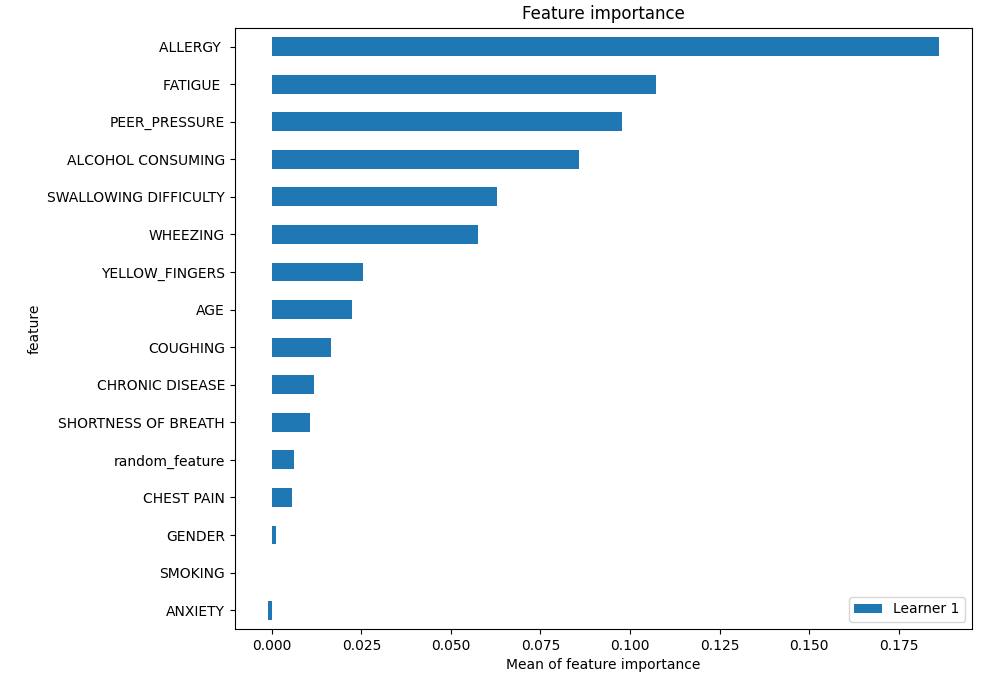 Feature importance
ALLERGY
FATIGUE
PEER_PRESSURE
ALCOHOL CONSUMING
SWALLOWING DIFFICULTY
WHEEZING
YELLOW_FINGERS
AGE
COUGHING
CHRONIC DISEASE
SHORTNESS OF BREATH
random_feature
CHEST PAIN
GENDER
SMOKING
ANXIETY
feature
Learner 1
0.000 0.025 0.050 0.075 0.100 0.125 0.150 0.175
Mean of feature importance